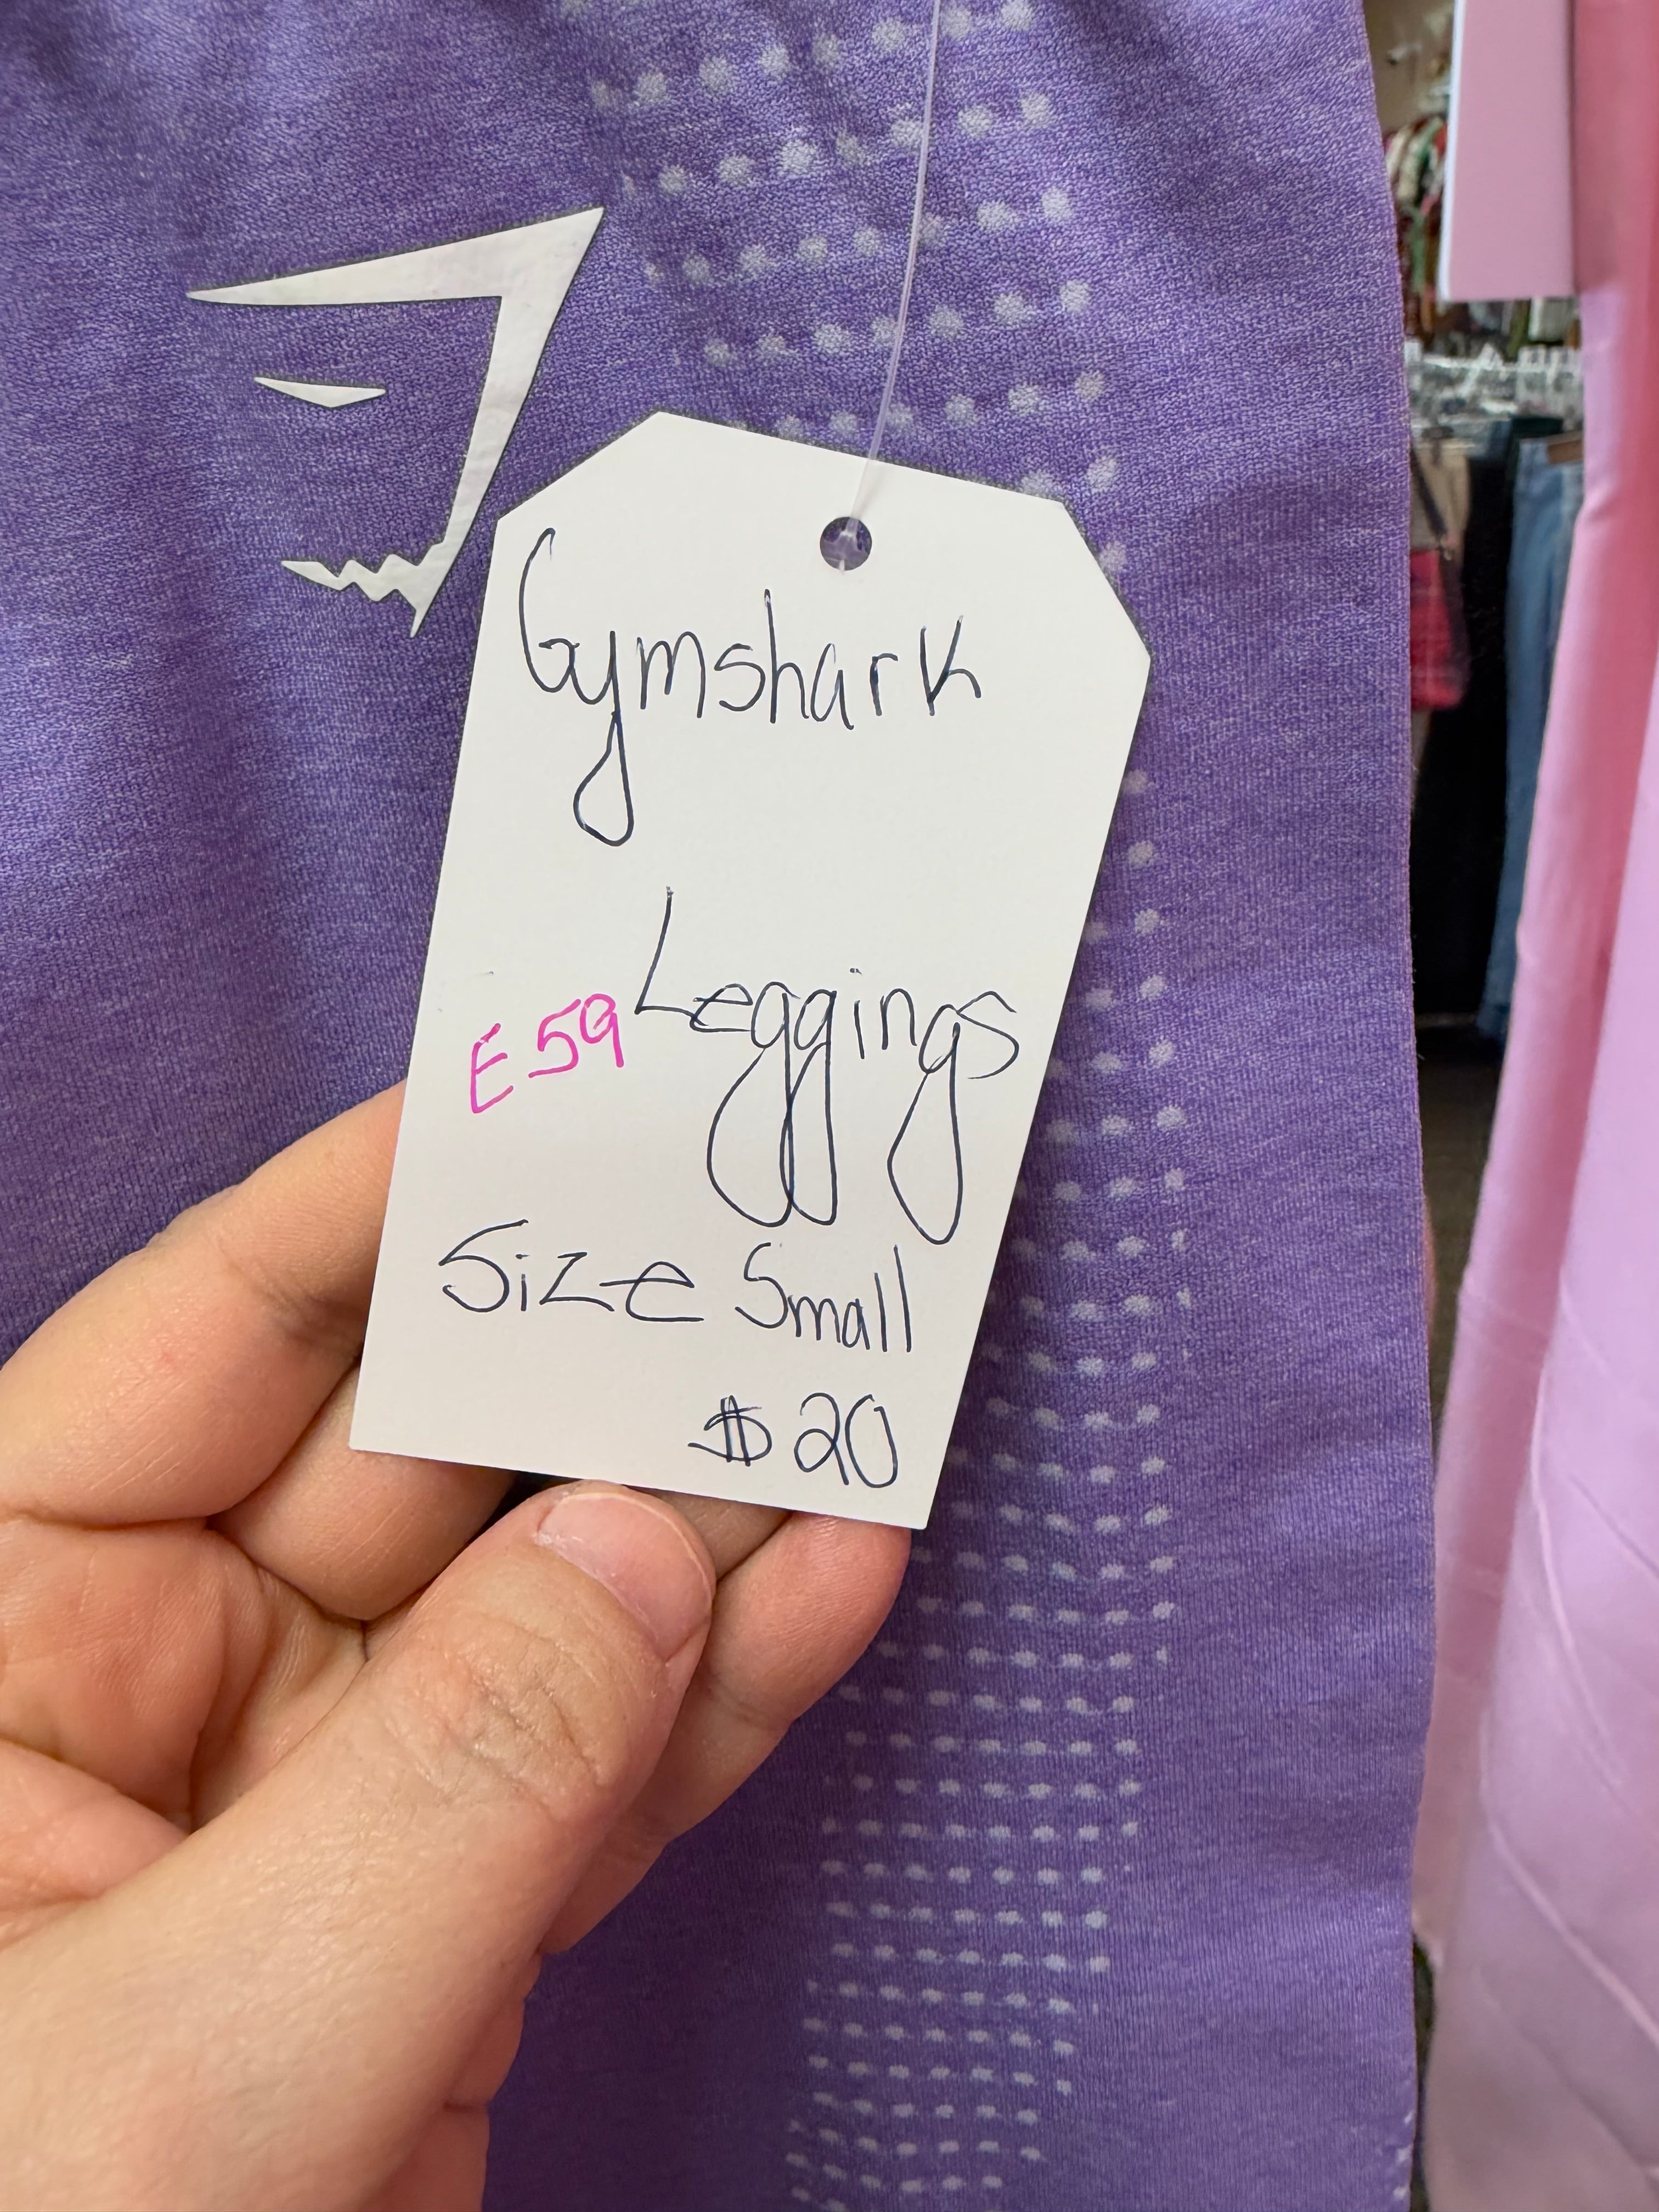 Gymshark
Leggings
E59
Size Small
$20